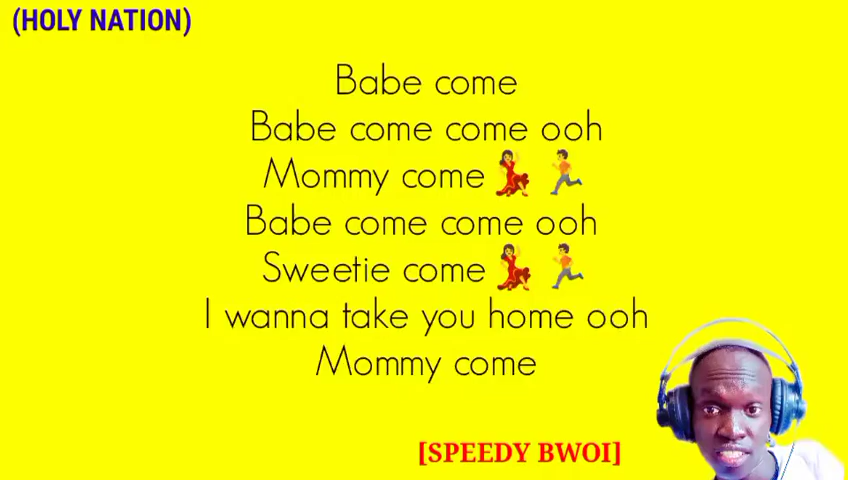 (HOLY NATION)
Babe come
Babe come come ooh
Mommy come💃🏃
Babe come come ooh
Sweetie come💃🏃
I wanna take you home ooh
Mommy come
[SPEEDY BWOI]